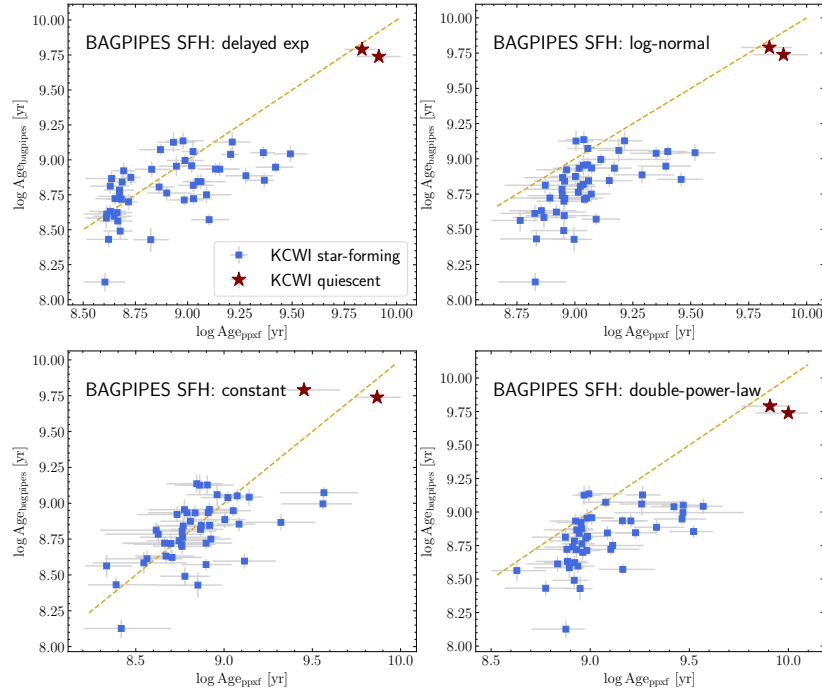 BAGPIPES SFH: delayed exp
log Age_bagpipes [yr]
10.00
9.75
9.50
9.25
9.00
8.75
8.50
8.25
8.00
KCWI star-forming
KCWI quiescent
8.50 8.75 9.00 9.25 9.50 9.75 10.00
log Age_ppxf [yr]
BAGPIPES SFH: log-normal
log Age_bagpipes [yr]
10.00
9.75
9.50
9.25
9.00
8.75
8.50
8.25
8.00
8.75 9.00 9.25 9.50 9.75 10.00
log Age_ppxf [yr]
BAGPIPES SFH: constant
log Age_bagpipes [yr]
10.00
9.75
9.50
9.25
9.00
8.75
8.50
8.25
8.00
8.5 9.0 9.5 10.0
log Age_ppxf [yr]
BAGPIPES SFH: double-power-law
log Age_bagpipes [yr]
10.00
9.75
9.50
9.25
9.00
8.75
8.50
8.25
8.00
8.5 9.0 9.5 10.0
log Age_ppxf [yr]